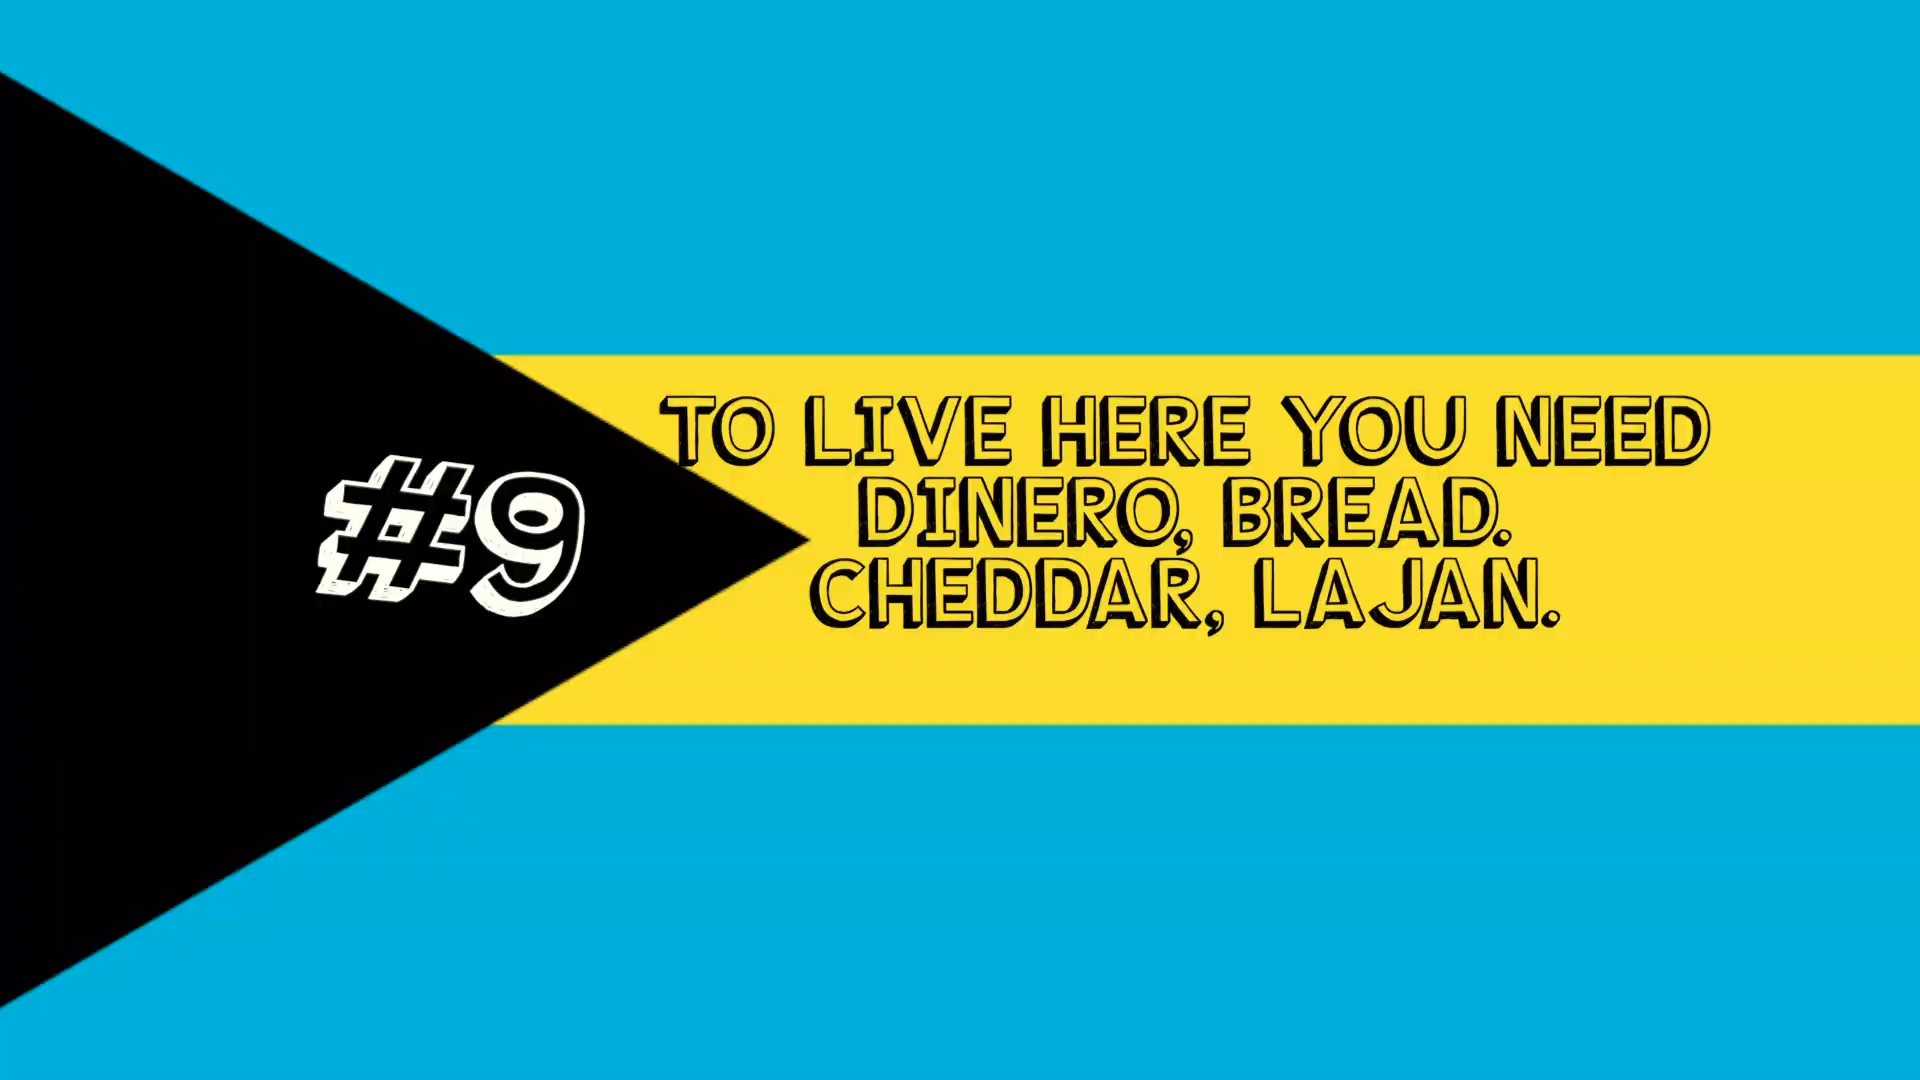 #9
TO LIVE HERE YOU NEED
DINERO, BREAD.
CHEDDAR, LAJAN.